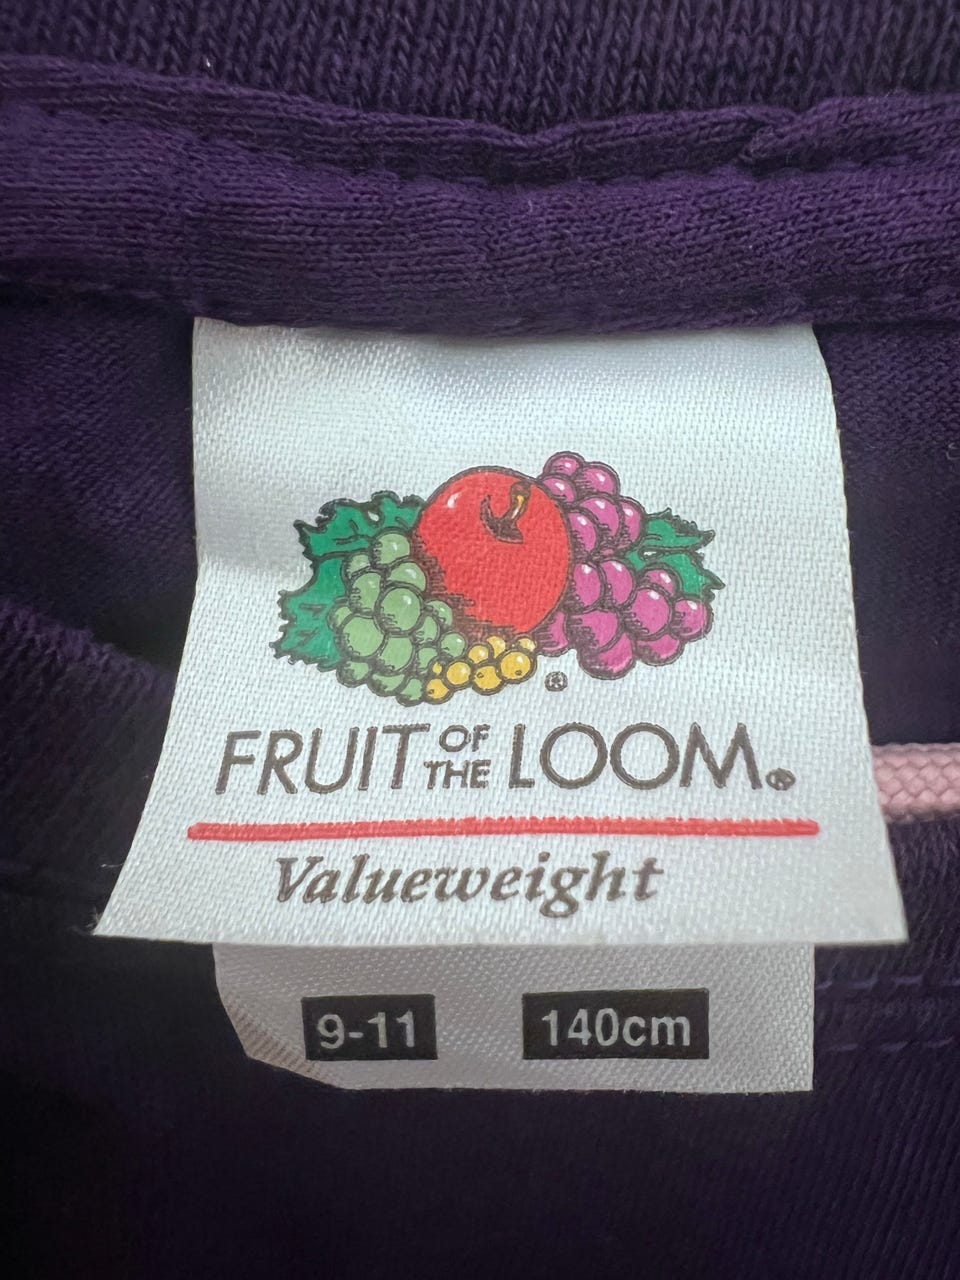 ®
FRUIT OF THE LOOM®
Valueweight
9-11 140cm